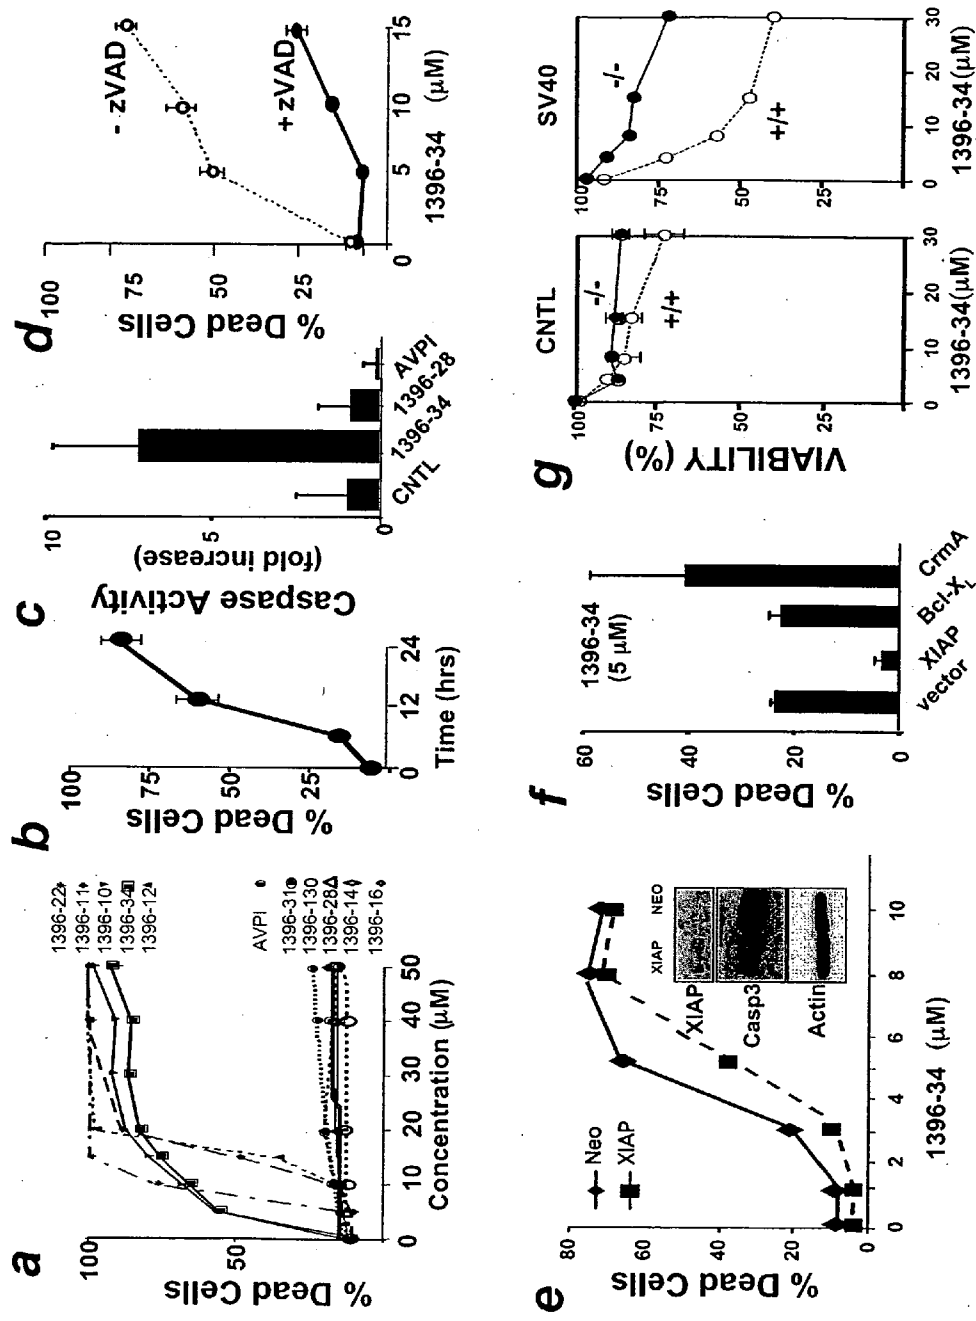 a
% Dead Cells
100
50
0
0 10 20 30 40 50
Concentration (µM)
1396-22
1396-11
1396-10
1396-34
1396-12
AVPI
1396-31
1396-130
1396-28
1396-14
1396-16
b
% Dead Cells
100
75
50
25
0 12 24
Time (hrs)
c
Caspase Activity
(fold increase)
10
5
0
CNTL
1396-34
1396-28
AVPI
d
% Dead Cells
100
75
50
25
0 5 10 15
1396-34 (µM)
- zVAD
+ zVAD
e
% Dead Cells
80
60
40
20
0
0 2 4 6 8 10
1396-34 (µM)
Neo
XIAP
XIAP NEO
XIAP
Casp3
Actin
f
% Dead Cells
60
40
20
0
1396-34
(5 µM)
vector
XIAP
Bcl-XL
CrmA
g
VIABILITY (%)
CNTL
100
75
50
25
0 10 20 30
1396-34(µM)
-/-
+/+
SV40
100
75
50
25
0 10 20 30
1396-34(µM)
-/-
+/+